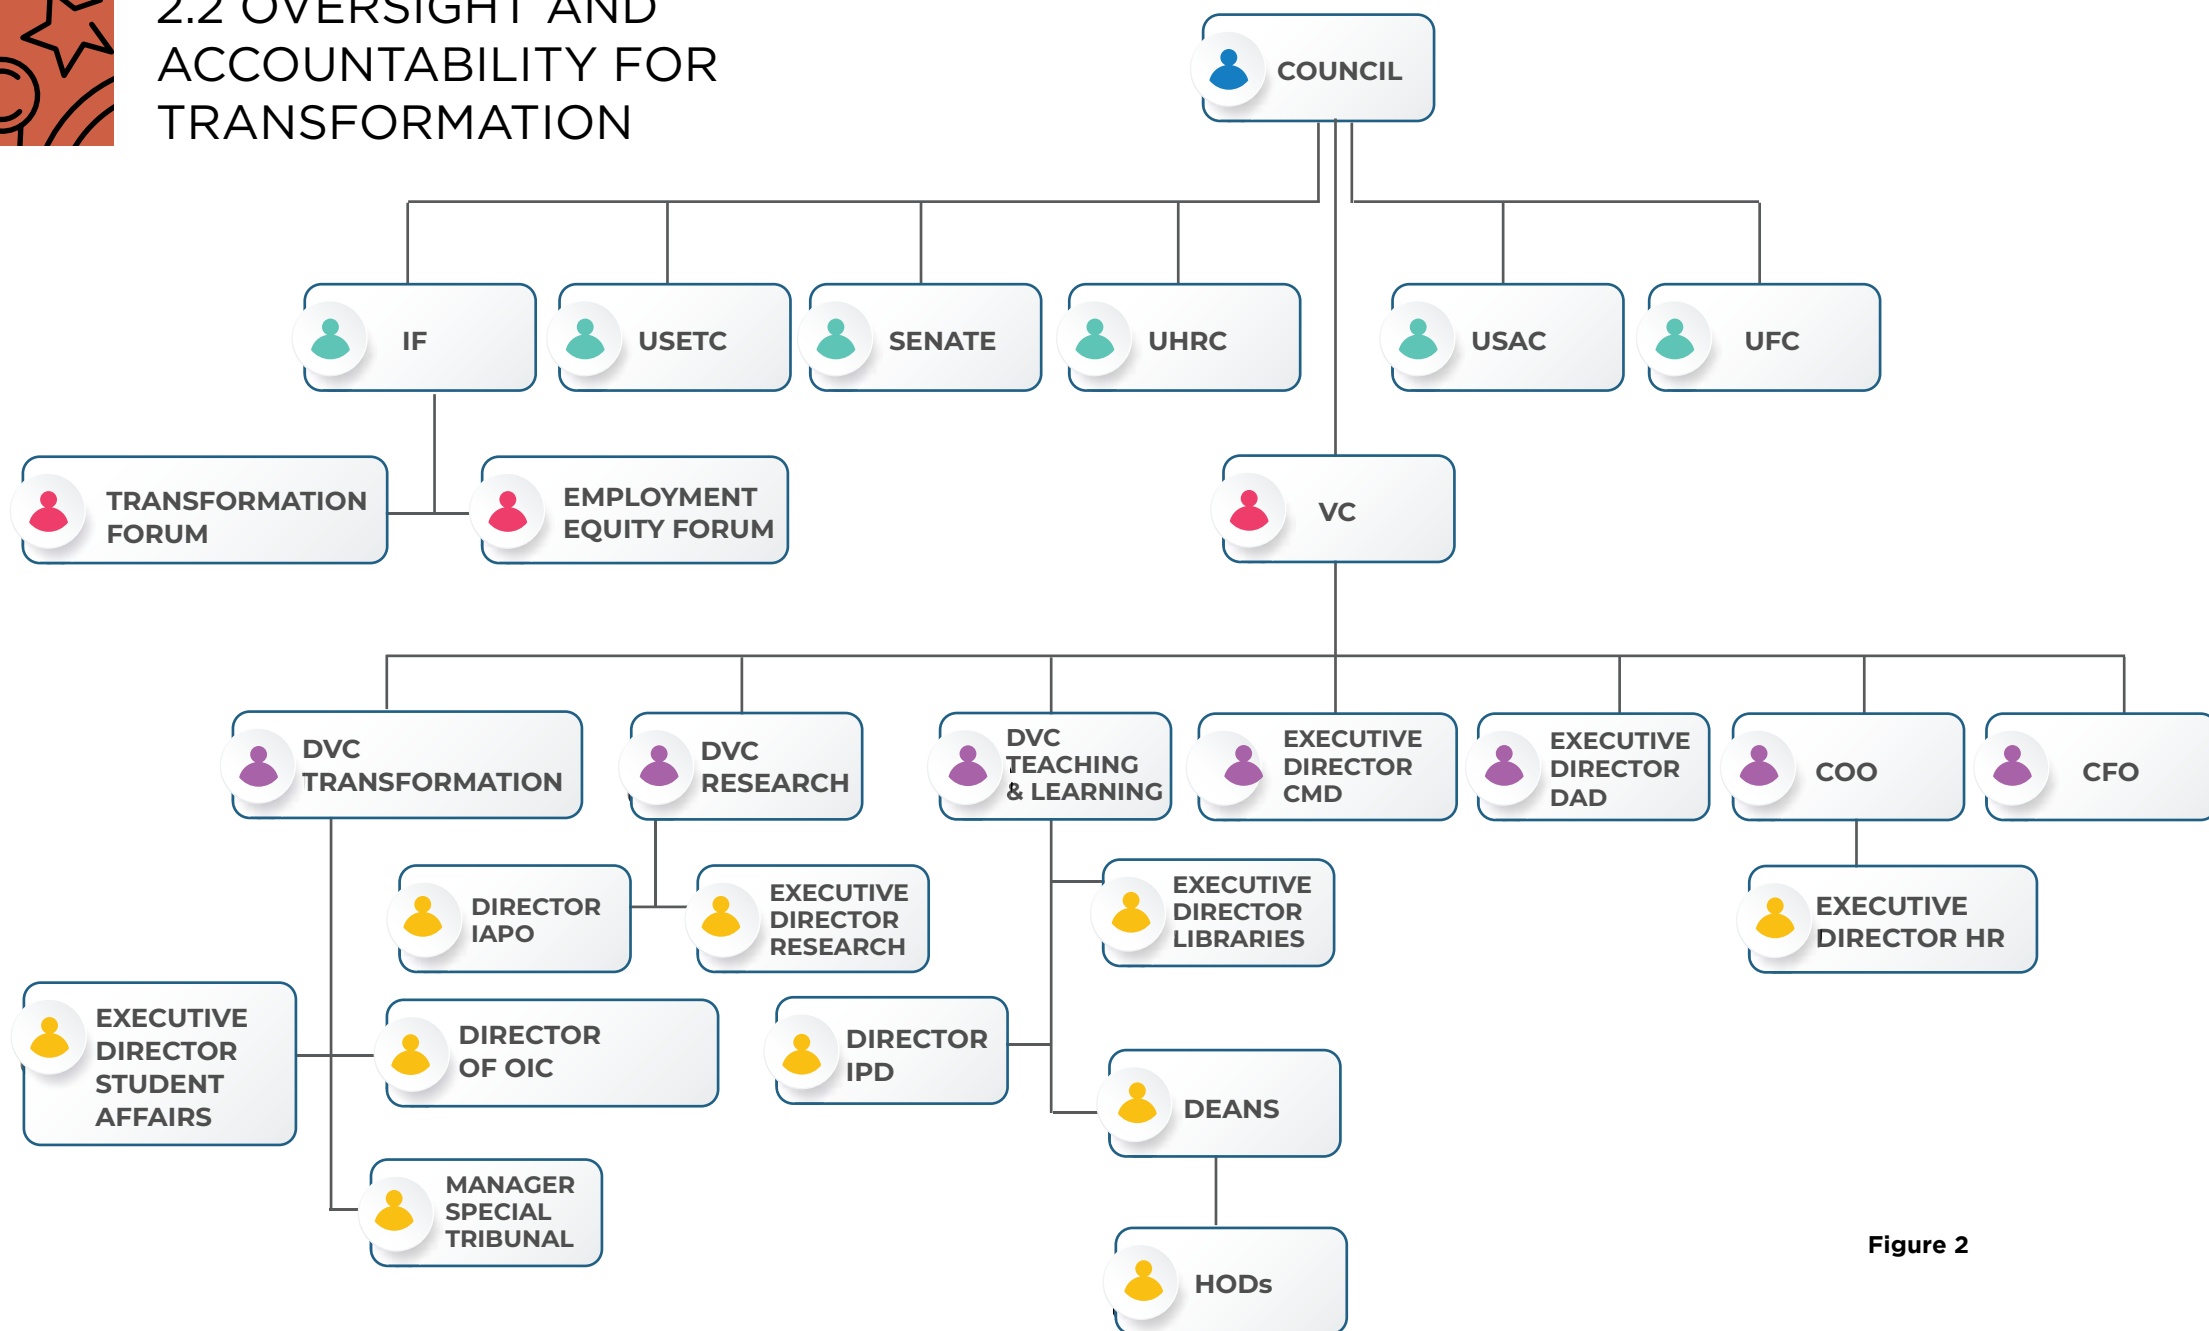 2.2 OVERSIGHT AND
ACCOUNTABILITY FOR
TRANSFORMATION
COUNCIL
IF
USETC
SENATE
UHRC
USAC
UFC
TRANSFORMATION
FORUM
EMPLOYMENT
EQUITY FORUM
VC
DVC
TRANSFORMATION
DVC
RESEARCH
DVC
TEACHING
& LEARNING
EXECUTIVE
DIRECTOR
CMD
EXECUTIVE
DIRECTOR
DAD
COO
CFO
DIRECTOR
IAPO
EXECUTIVE
DIRECTOR
RESEARCH
EXECUTIVE
DIRECTOR
LIBRARIES
EXECUTIVE
DIRECTOR HR
EXECUTIVE
DIRECTOR
STUDENT
AFFAIRS
DIRECTOR
OF OIC
DIRECTOR
IPD
DEANS
MANAGER
SPECIAL
TRIBUNAL
HODs
Figure 2